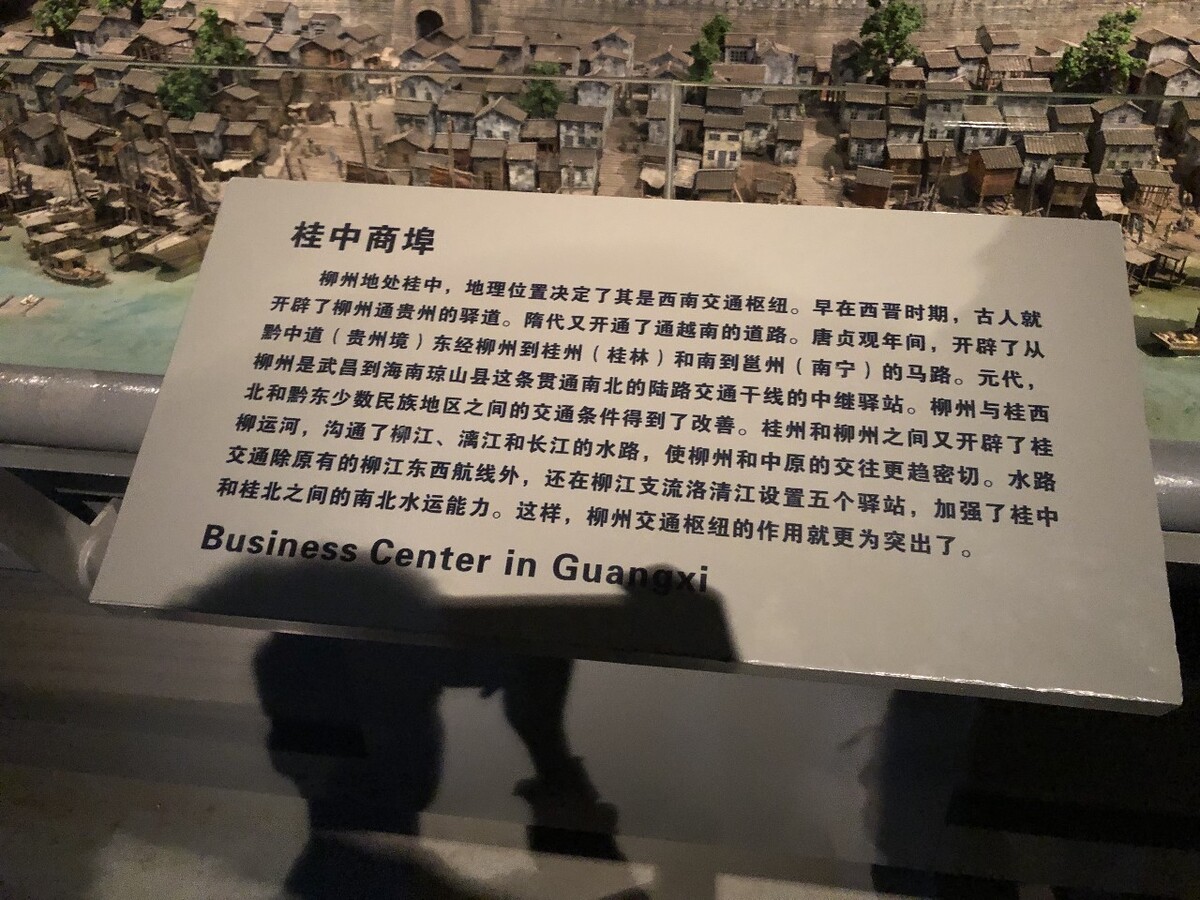 桂中商埠
柳州地处桂中，地理位置决定了其是西南交通枢纽。早在西晋时期，古人就
开辟了柳州通贵州的驿道。隋代又开通了通越南的道路。唐贞观年间，开辟了从
黔中道（贵州境）东经柳州到桂州（桂林）和南到邕州（南宁）的马路。元代，
柳州是武昌到海南琼山县这条贯通南北的陆路交通干线的中继驿站。柳州与桂西
北和黔东少数民族地区之间的交通条件得到了改善。桂州和柳州之间又开辟了桂
柳运河，沟通了柳江、漓江和长江的水路，使柳州和中原的交往更趋密切。水路
交通除原有的柳江东西航线外，还在柳江支流洛清江设置五个驿站，加强了桂中
和桂北之间的南北水运能力。这样，柳州交通枢纽的作用就更为突出了。
Business Center in Guangxi